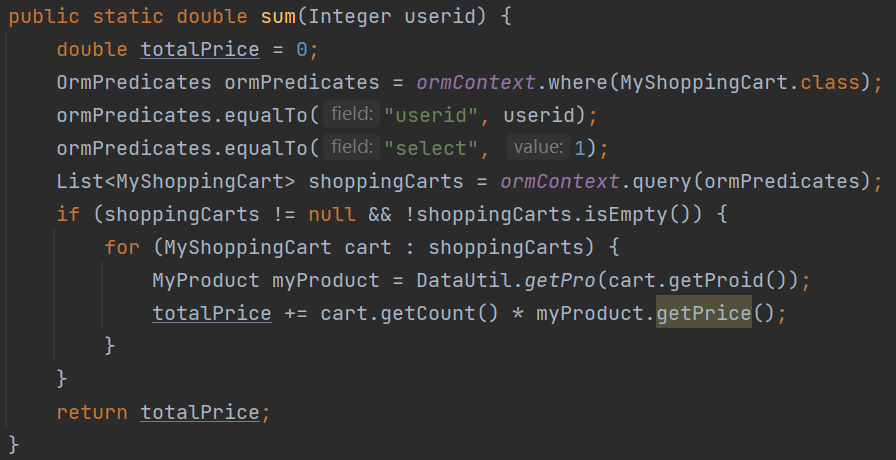 public static double sum(Integer userid) {
    double totalPrice = 0;
    OrmPredicates ormPredicates = ormContext.where(MyShoppingCart.class);
    ormPredicates.equalTo( field: "userid", userid);
    ormPredicates.equalTo( field: "select", value: 1);
    List<MyShoppingCart> shoppingCarts = ormContext.query(ormPredicates);
    if (shoppingCarts != null && !shoppingCarts.isEmpty()) {
        for (MyShoppingCart cart : shoppingCarts) {
            MyProduct myProduct = DataUtil.getPro(cart.getProid());
            totalPrice += cart.getCount() * myProduct.getPrice();
        }
    }
    return totalPrice;
}